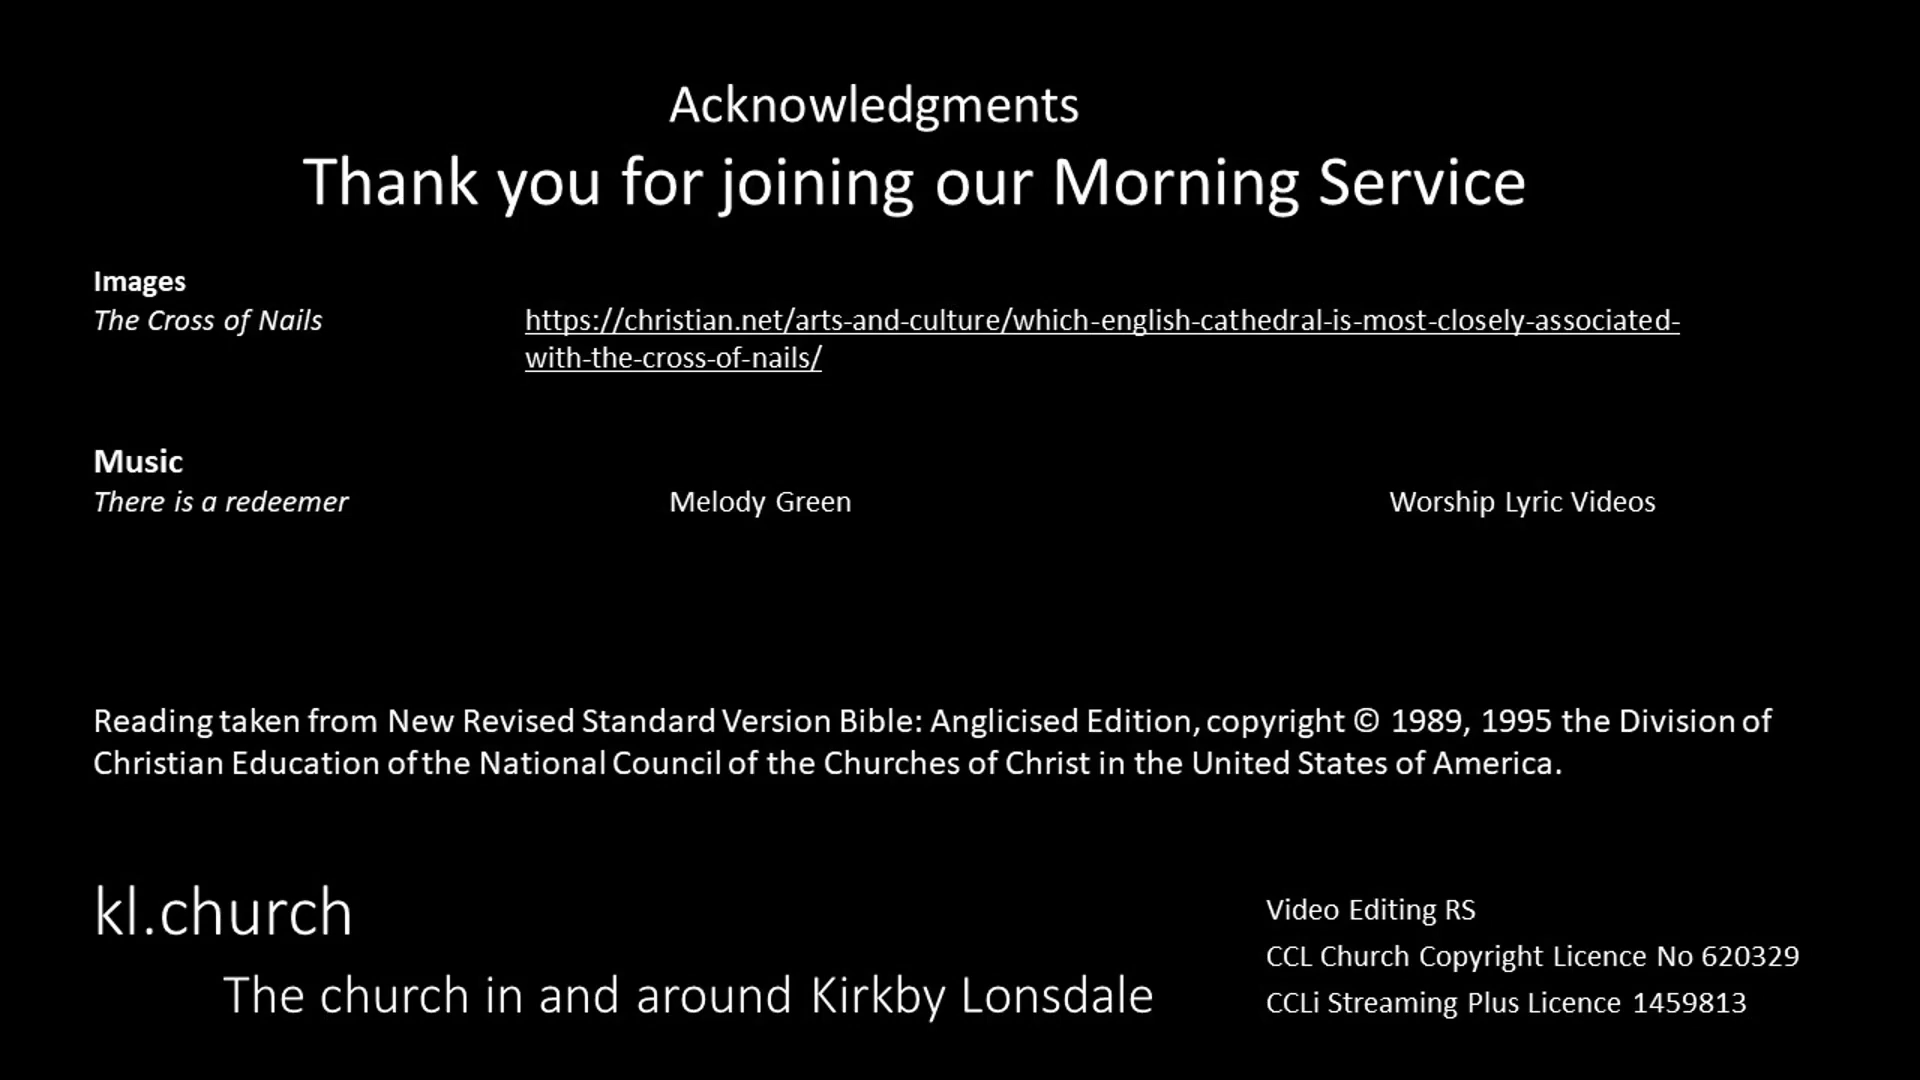 Acknowledgments
Thank you for joining our Morning Service
Images
The Cross of Nails https://christian.net/arts-and-culture/which-english-cathedral-is-most-closely-associated-
with-the-cross-of-nails/
Music
There is a redeemer Melody Green Worship Lyric Videos
Reading taken from New Revised Standard Version Bible: Anglicised Edition, copyright © 1989, 1995 the Division of
Christian Education of the National Council of the Churches of Christ in the United States of America.
kl.church
The church in and around Kirkby Lonsdale
Video Editing RS
CCL Church Copyright Licence No 620329
CCLi Streaming Plus Licence 1459813